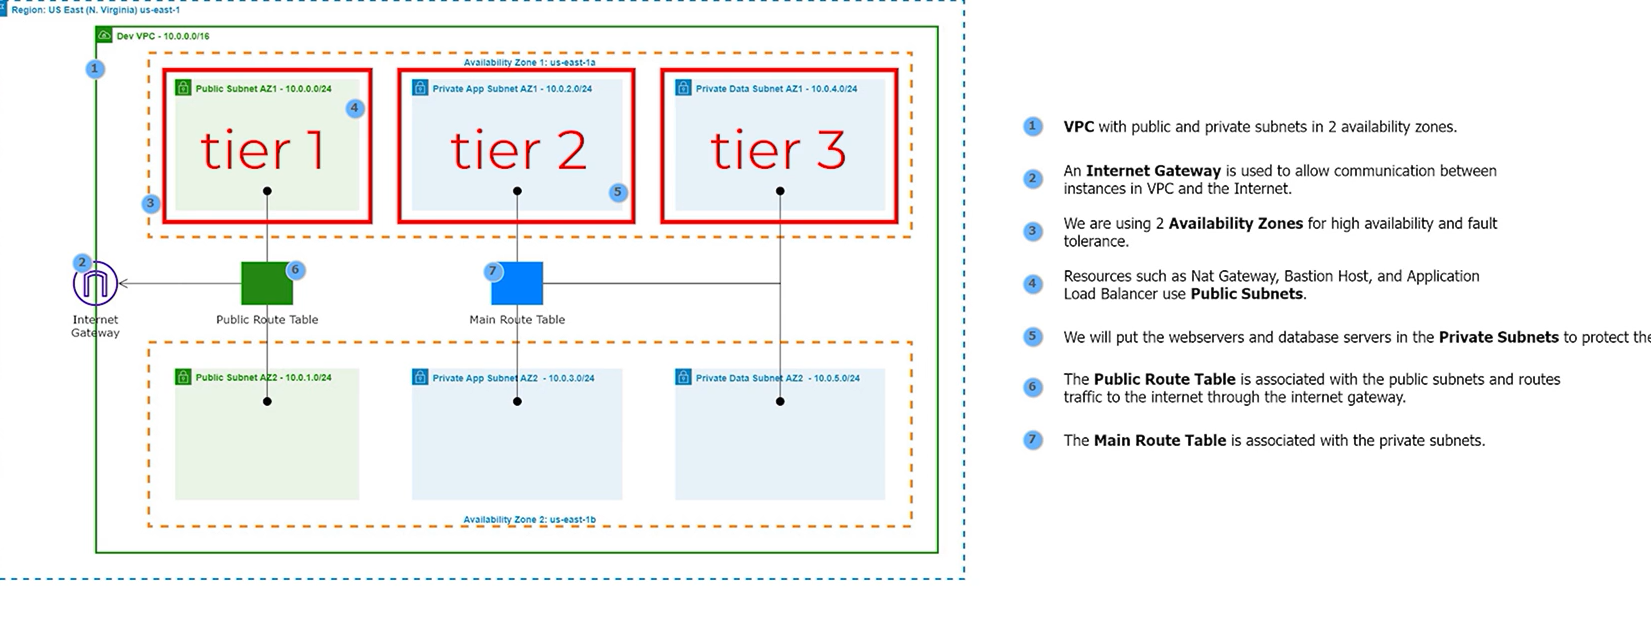 Region: US East (N. Virginia) us-east-1
Dev VPC - 10.0.0.0/16
1
Availability Zone 1: us-east-1a
Public Subnet AZ1 - 10.0.0.0/24
4
tier 1
3
Private App Subnet AZ1 - 10.0.2.0/24
tier 2
5
Private Data Subnet AZ1 - 10.0.4.0/24
tier 3
2
Internet
Gateway
6
Public Route Table
7
Main Route Table
Public Subnet AZ2 - 10.0.1.0/24
Private App Subnet AZ2 - 10.0.3.0/24
Private Data Subnet AZ2 - 10.0.5.0/24
Availability Zone 2: us-east-1b
1 VPC with public and private subnets in 2 availability zones.
2 An Internet Gateway is used to allow communication between
instances in VPC and the Internet.
3 We are using 2 Availability Zones for high availability and fault
tolerance.
4 Resources such as Nat Gateway, Bastion Host, and Application
Load Balancer use Public Subnets.
5 We will put the webservers and database servers in the Private Subnets to protect the
6 The Public Route Table is associated with the public subnets and routes
traffic to the internet through the internet gateway.
7 The Main Route Table is associated with the private subnets.